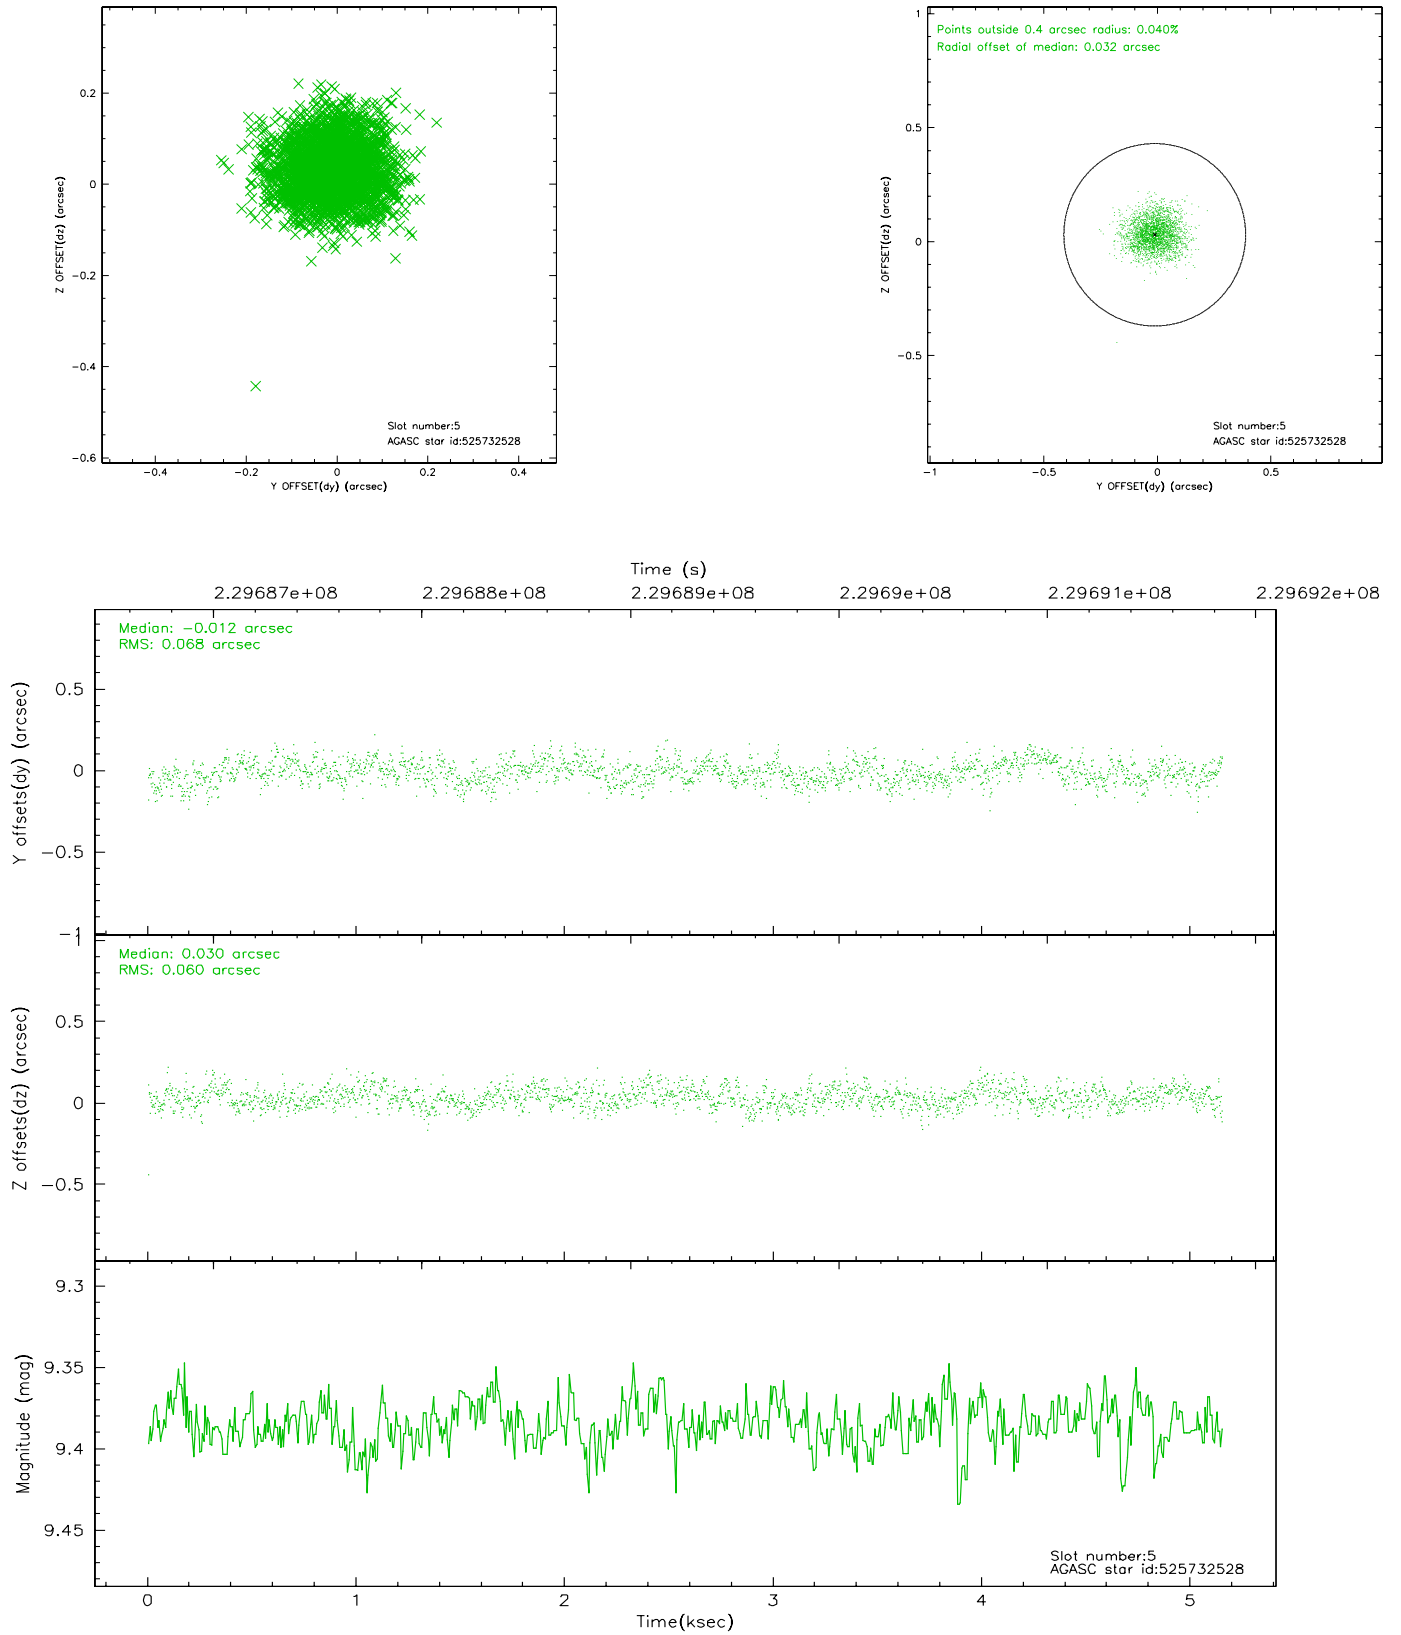 0.2
0
-0.2
-0.4
-0.6
Z OFFSET(dz) (arcsec)
-0.4 -0.2 0 0.2 0.4
Y OFFSET(dy) (arcsec)
Slot number:5
AGASC star id:525732528
Points outside 0.4 arcsec radius: 0.040%
Radial offset of median: 0.032 arcsec
1
0.5
0
-0.5
Z OFFSET(dz) (arcsec)
-1 -0.5 0 0.5
Y OFFSET(dy) (arcsec)
Slot number:5
AGASC star id:525732528
Time (s)
2.29687e+08 2.29688e+08 2.29689e+08 2.2969e+08 2.29691e+08 2.29692e+08
Median: -0.012 arcsec
RMS: 0.068 arcsec
0.5
0
-0.5
-1
Y offsets(dy) (arcsec)
Median: 0.030 arcsec
RMS: 0.060 arcsec
1
0.5
0
-0.5
Z offsets(dz) (arcsec)
9.3
9.35
9.4
9.45
Magnitude (mag)
Slot number:5
AGASC star id:525732528
0 1 2 3 4 5
Time(ksec)